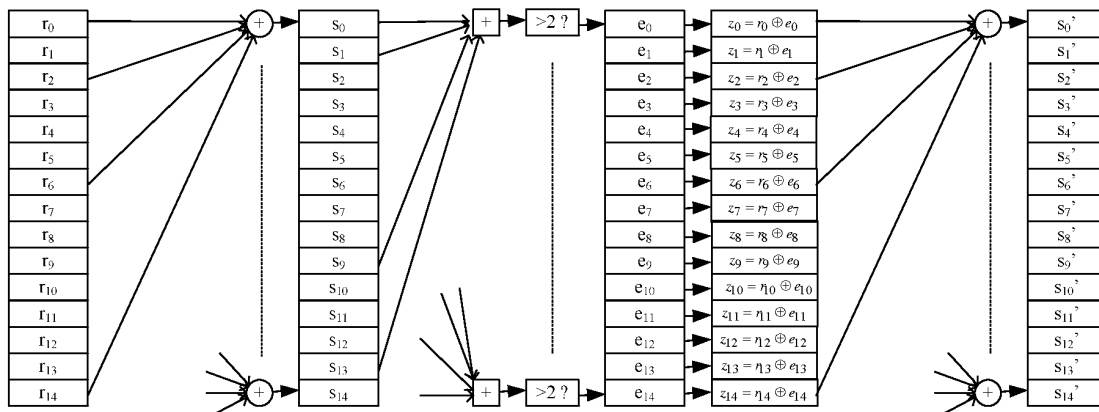 r₀ + s₀ + >2 ? e₀ z₀ = r₀ ⊕ e₀ + s₀'
r₁ s₁ e₁ z₁ = r₁ ⊕ e₁ s₁'
r₂ s₂ e₂ z₂ = r₂ ⊕ e₂ s₂'
r₃ s₃ e₃ z₃ = r₃ ⊕ e₃ s₃'
r₄ s₄ e₄ z₄ = r₄ ⊕ e₄ s₄'
r₅ s₅ e₅ z₅ = r₅ ⊕ e₅ s₅'
r₆ s₆ e₆ z₆ = r₆ ⊕ e₆ s₆'
r₇ s₇ e₇ z₇ = r₇ ⊕ e₇ s₇'
r₈ s₈ e₈ z₈ = r₈ ⊕ e₈ s₈'
r₉ s₉ e₉ z₉ = r₉ ⊕ e₉ s₉'
r₁₀ s₁₀ e₁₀ z₁₀ = r₁₀ ⊕ e₁₀ s₁₀'
r₁₁ s₁₁ e₁₁ z₁₁ = r₁₁ ⊕ e₁₁ s₁₁'
r₁₂ s₁₂ e₁₂ z₁₂ = r₁₂ ⊕ e₁₂ s₁₂'
r₁₃ s₁₃ e₁₃ z₁₃ = r₁₃ ⊕ e₁₃ s₁₃'
r₁₄ + s₁₄ + >2 ? e₁₄ z₁₄ = r₁₄ ⊕ e₁₄ + s₁₄'